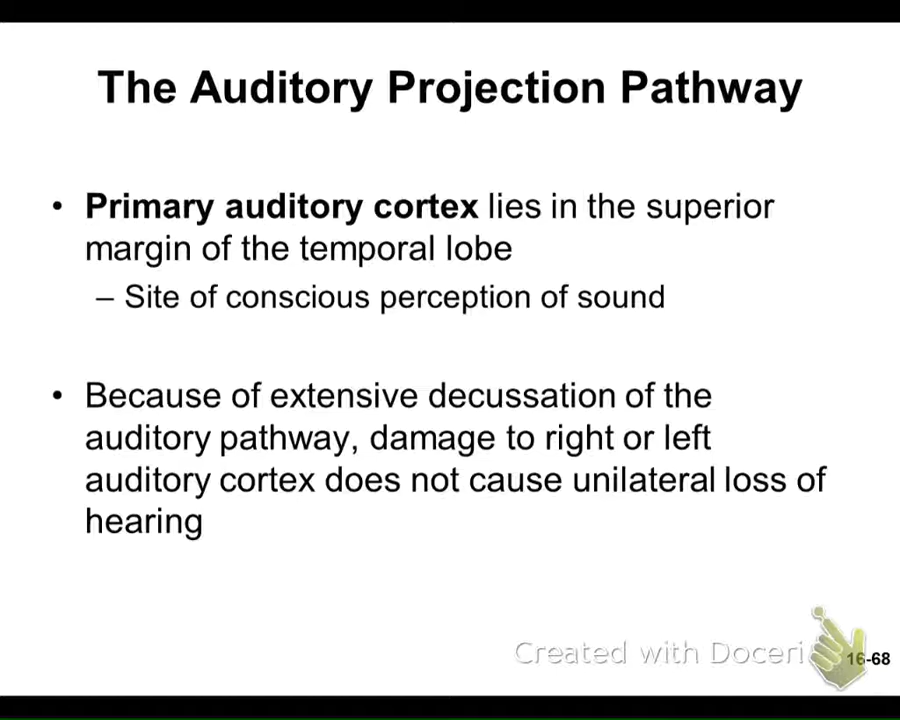 The Auditory Projection Pathway
• Primary auditory cortex lies in the superior
margin of the temporal lobe
– Site of conscious perception of sound
• Because of extensive decussation of the
auditory pathway, damage to right or left
auditory cortex does not cause unilateral loss of
hearing
Created with Doceri
16-68